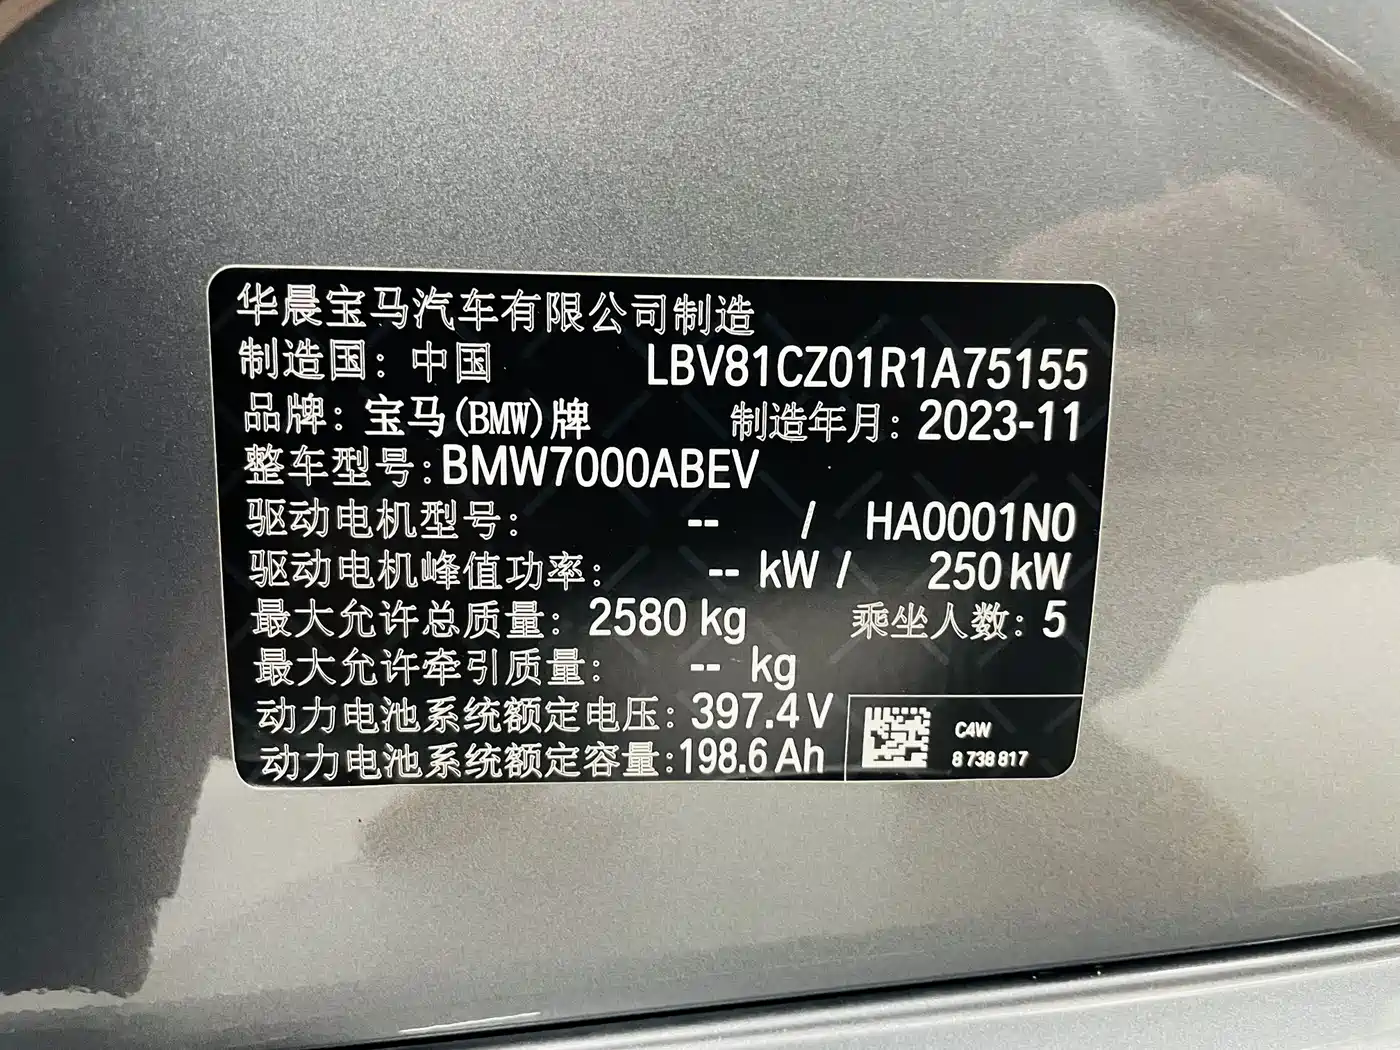 华晨宝马汽车有限公司制造
制造国：中国 LBV81CZ01R1A75155
品牌：宝马(BMW)牌 制造年月：2023-11
整车型号：BMW7000ABEV
驱动电机型号： -- / HA0001N0
驱动电机峰值功率： -- kW / 250 kW
最大允许总质量： 2580 kg 乘坐人数：5
最大允许牵引质量： -- kg
动力电池系统额定电压：397.4 V
动力电池系统额定容量：198.6 Ah
C4W
8 738 817